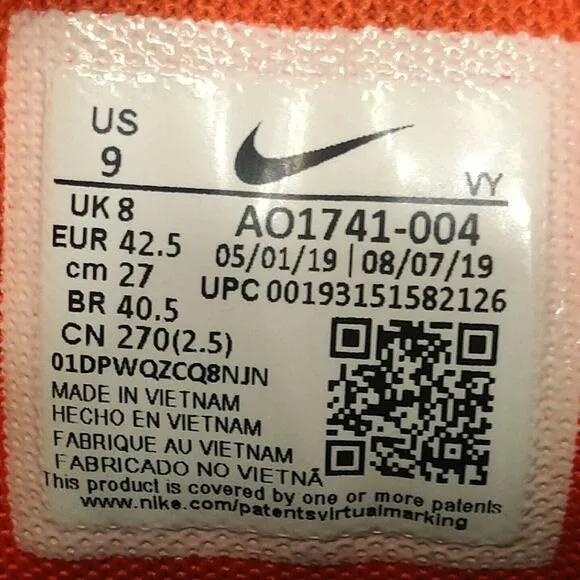 US
9
VY
UK 8
EUR 42.5
cm 27
BR 40.5
CN 270(2.5)
AO1741-004
05/01/19 | 08/07/19
UPC 00193151582126
01DPWQZCQ8NJN
MADE IN VIETNAM
HECHO EN VIETNAM
FABRIQUE AU VIETNAM
FABRICADO NO VIETNÃ
This product is covered by one or more patents
www.nike.com/patentsvirtualmarking